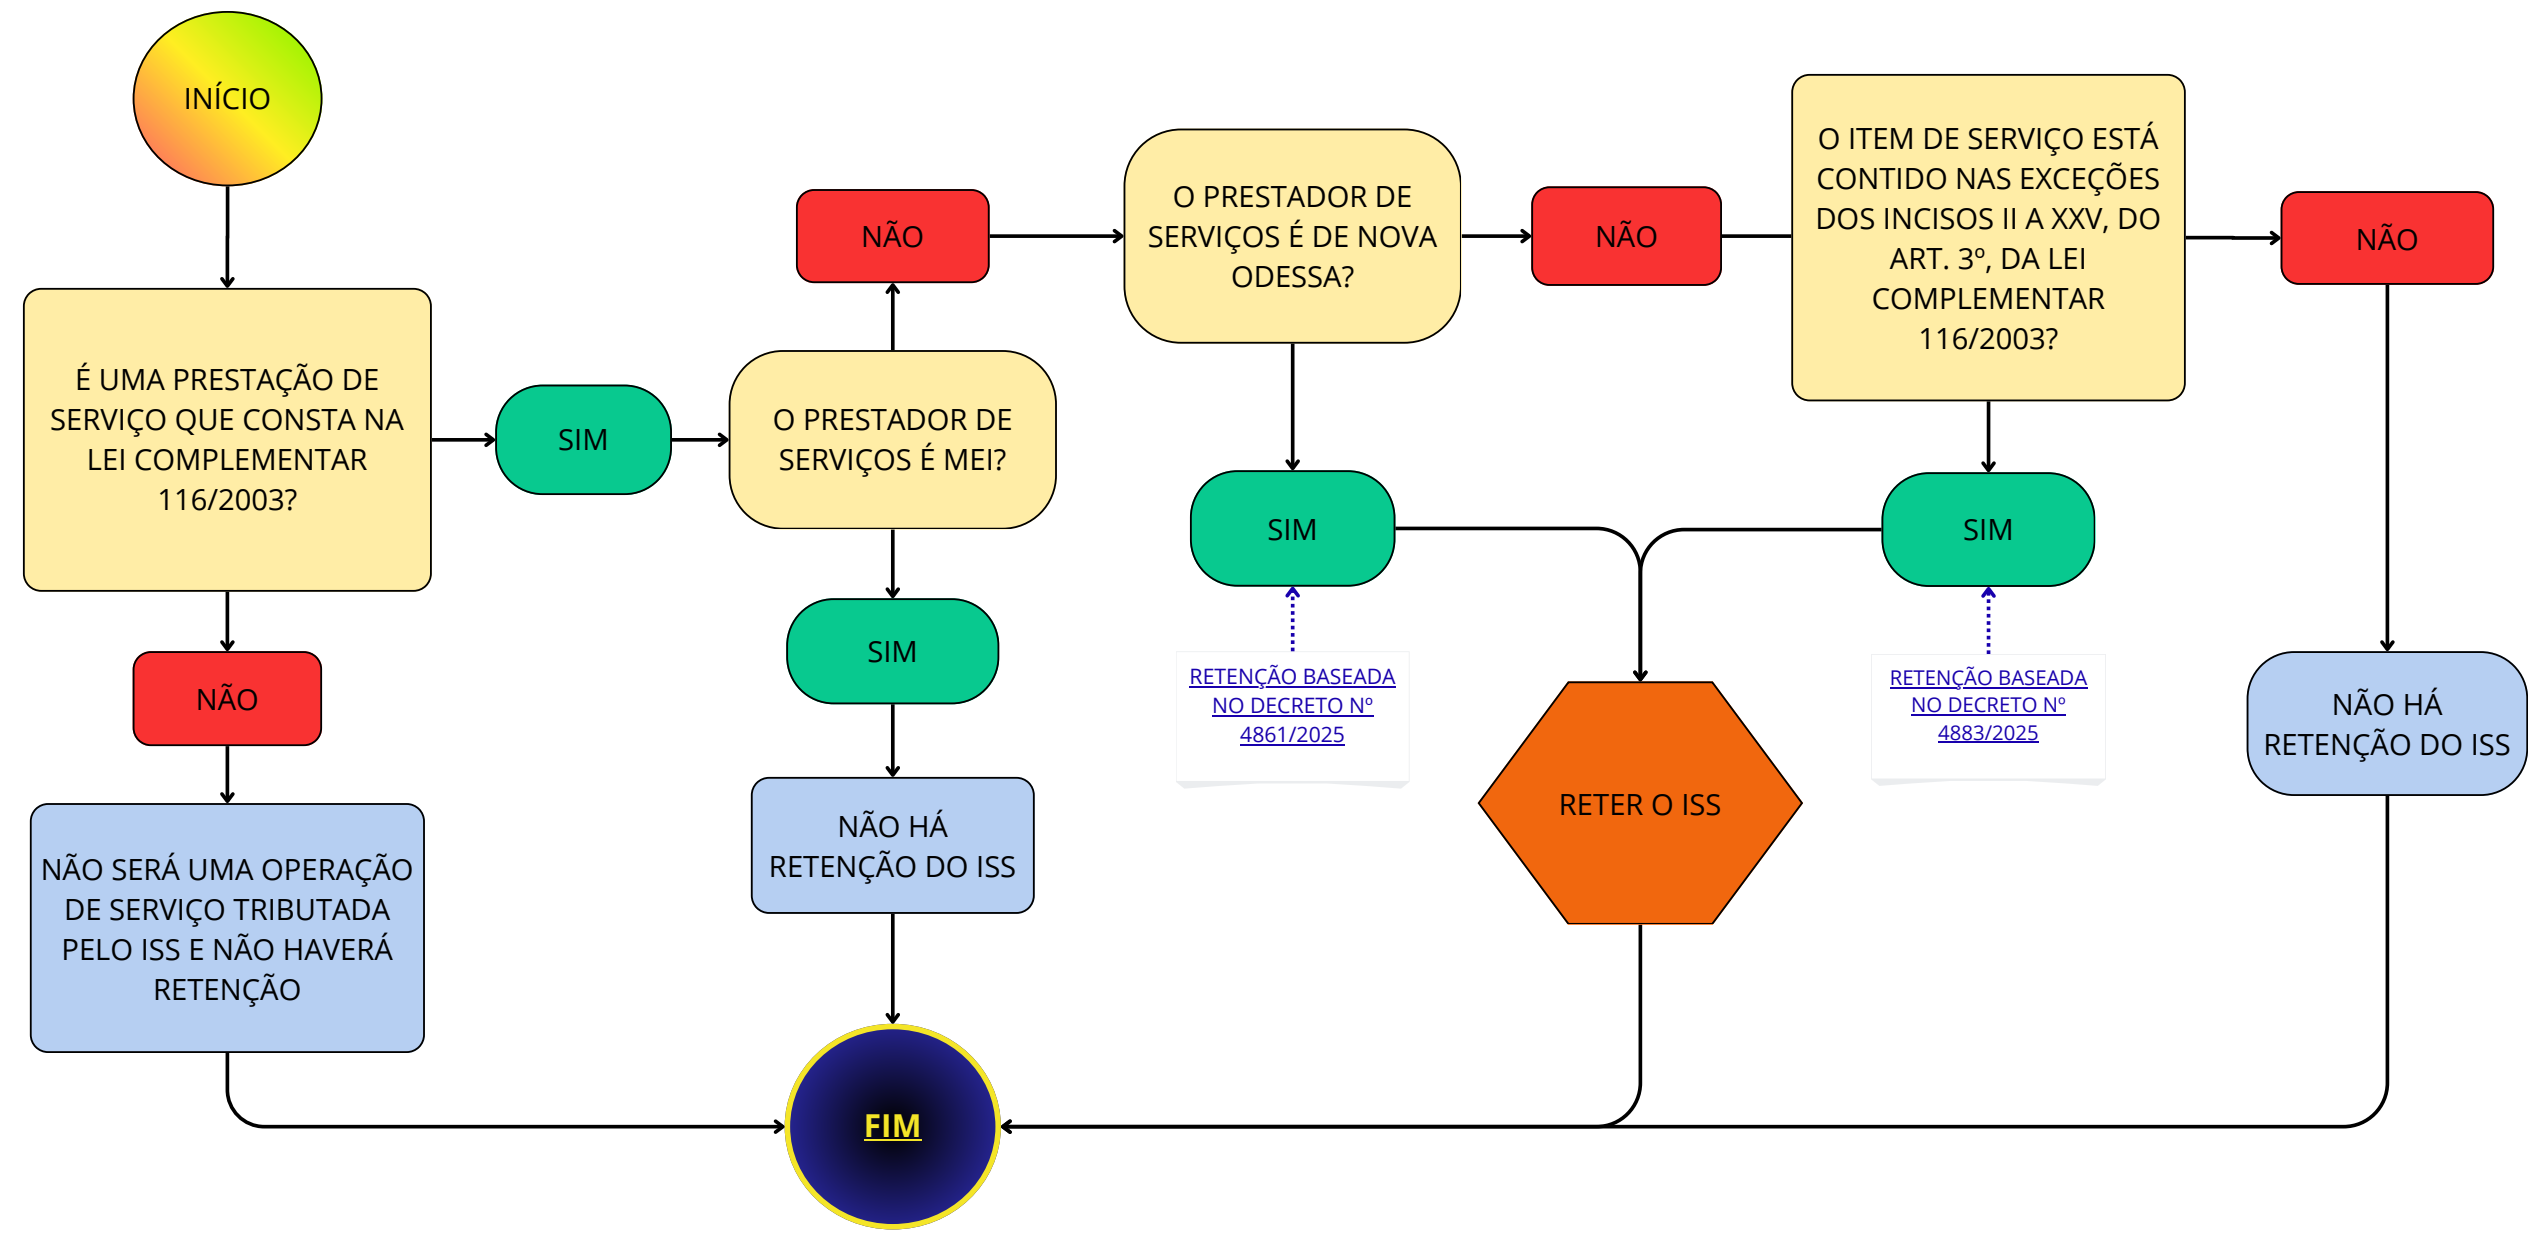 INÍCIO
É UMA PRESTAÇÃO DE
SERVIÇO QUE CONSTA NA
LEI COMPLEMENTAR
116/2003?
SIM
NÃO
NÃO SERÁ UMA OPERAÇÃO
DE SERVIÇO TRIBUTADA
PELO ISS E NÃO HAVERÁ
RETENÇÃO
O PRESTADOR DE
SERVIÇOS É MEI?
NÃO
SIM
NÃO HÁ
RETENÇÃO DO ISS
O PRESTADOR DE
SERVIÇOS É DE NOVA
ODESSA?
NÃO
SIM
RETENÇÃO BASEADA
NO DECRETO Nº
4861/2025
O ITEM DE SERVIÇO ESTÁ
CONTIDO NAS EXCEÇÕES
DOS INCISOS II A XXV, DO
ART. 3º, DA LEI
COMPLEMENTAR
116/2003?
SIM
RETENÇÃO BASEADA
NO DECRETO Nº
4883/2025
RETER O ISS
NÃO
NÃO HÁ
RETENÇÃO DO ISS
FIM